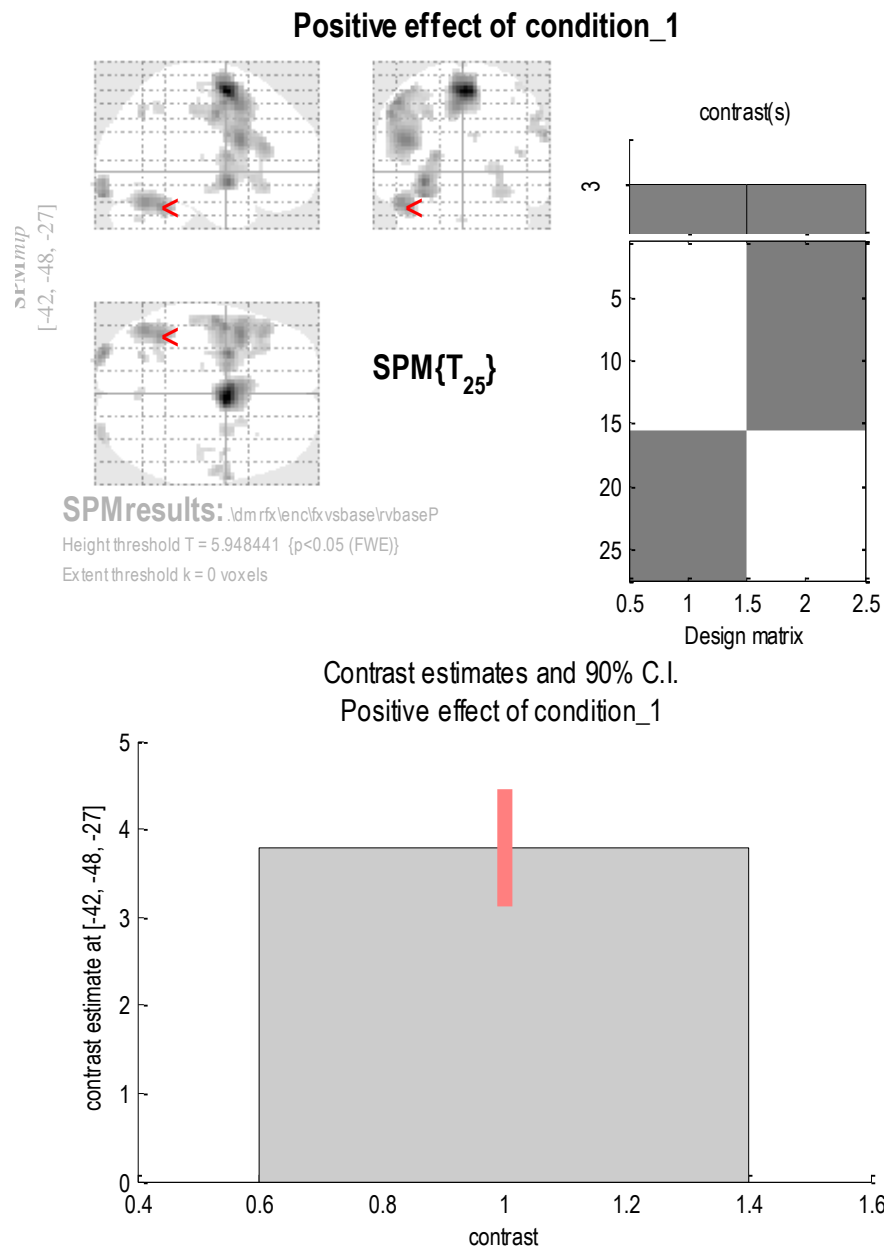 Positive effect of condition_1
contrast(s)
3
SPMmip
[-42, -48, -27]
<
<
<
SPM{T25}
5
10
15
20
25
0.5 1 1.5 2 2.5
Design matrix
SPMresults: .\dmrfx\enc\fxvsbase\rvbaseP
Height threshold T = 5.948441 {p<0.05 (FWE)}
Extent threshold k = 0 voxels
Contrast estimates and 90% C.I.
Positive effect of condition_1
contrast estimate at [-42, -48, -27]
5
4
3
2
1
0
0.4 0.6 0.8 1 1.2 1.4 1.6
contrast